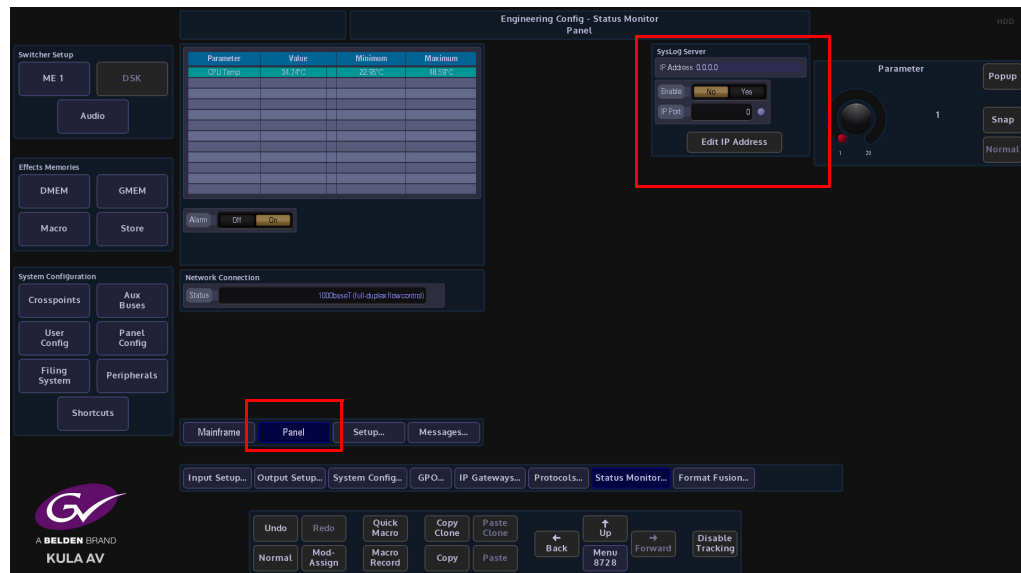 Engineering Config - Status Monitor
Panel
HDD
Switcher Setup
ME 1
DSK
Audio
Effects Memories
DMEM
GMEM
Macro
Store
System Configuration
Crosspoints
Aux
Buses
User
Config
Panel
Config
Filing
System
Peripherals
Shortcuts
Parameter Value Minimum Maximum
CPU Temp 34.74°C 22.95°C 48.59°C
Alarm Off On
Network Connection
Status 1000baseT (full-duplex flow control)
SysLog Server
IP Address 0.0.0.0
Enable No Yes
IP Port 0
Edit IP Address
Parameter
1
1 20
Popup
Snap
Normal
Mainframe Panel Setup... Messages...
Input Setup... Output Setup... System Config... GPO... IP Gateways... Protocols... Status Monitor... Format Fusion...
GV
A BELDEN BRAND
KULA AV
Undo
Redo
Quick
Macro
Copy
Clone
Paste
Clone
Normal
Mod-
Assign
Macro
Record
Copy
Paste
Back
Up
Menu
8728
Forward
Disable
Tracking